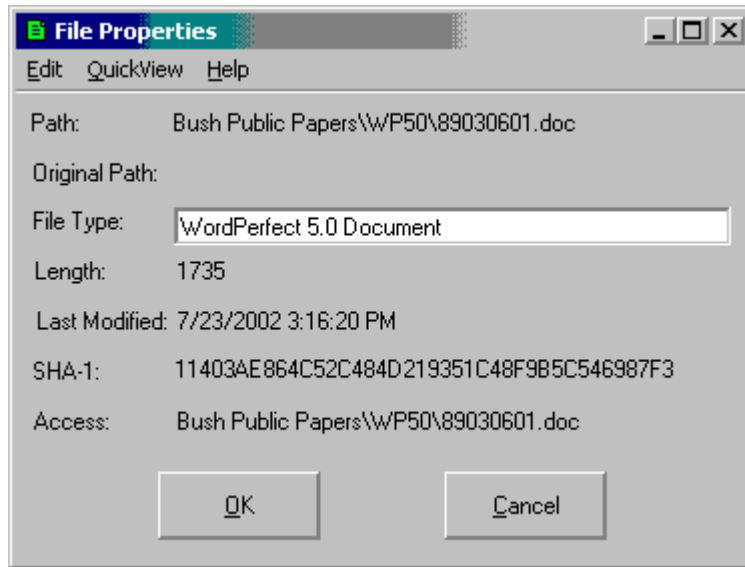 File Properties
Edit QuickView Help
Path: Bush Public Papers\WP50\89030601.doc
Original Path:
File Type: WordPerfect 5.0 Document
Length: 1735
Last Modified: 7/23/2002 3:16:20 PM
SHA-1: 11403AE864C52C484D219351C48F9B5C546987F3
Access: Bush Public Papers\WP50\89030601.doc
OK Cancel